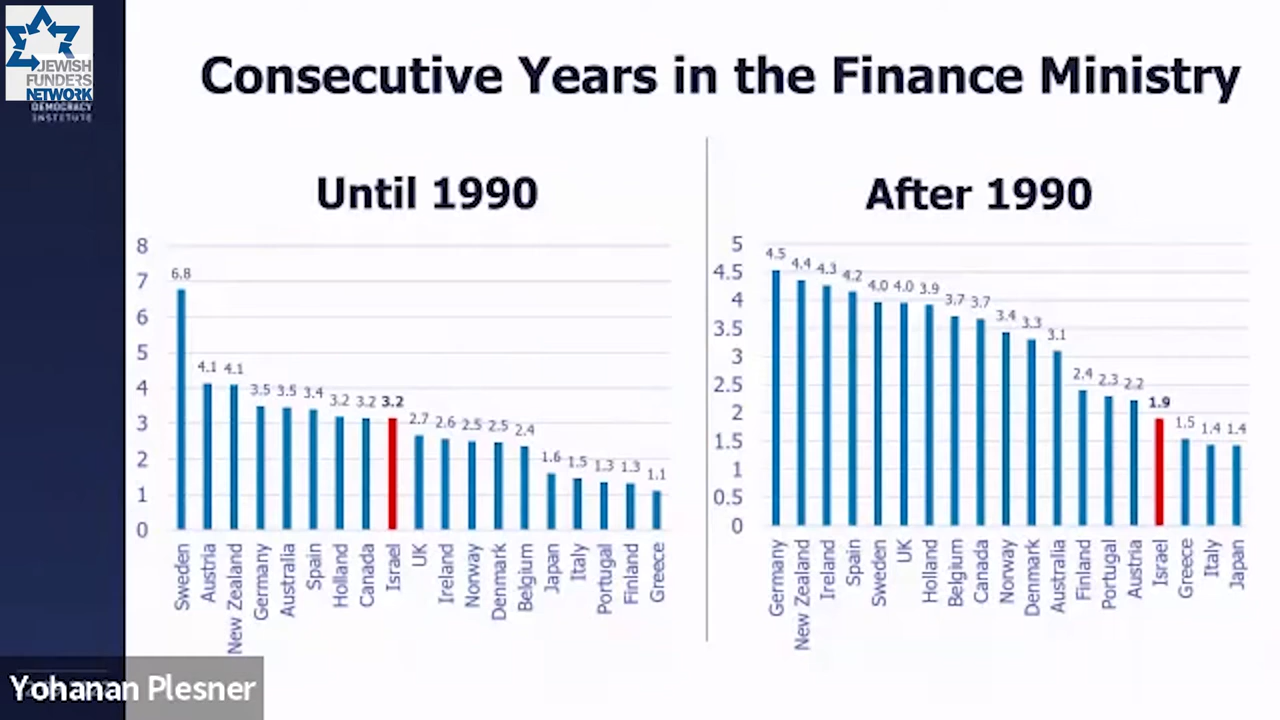 JEWISH
FUNDERS
NETWORK
DEMOCRACY
INSTITUTE
Consecutive Years in the Finance Ministry
Until 1990
8
7
6
5
4
3
2
1
0
6.8
4.1
4.1
3.5
3.5
3.4
3.2
3.2
3.2
2.7
2.6
2.5
2.5
2.4
1.6
1.5
1.3
1.3
1.1
Sweden
Austria
New Zealand
Germany
Australia
Spain
Holland
Canada
Israel
UK
Ireland
Norway
Denmark
Belgium
Japan
Italy
Portugal
Finland
Greece
After 1990
5
4.5
4
3.5
3
2.5
2
1.5
1
0.5
0
4.5
4.4
4.3
4.2
4.0
4.0
3.9
3.7
3.7
3.4
3.3
3.1
2.4
2.3
2.2
1.9
1.5
1.4
1.4
Germany
New Zealand
Ireland
Spain
Sweden
UK
Holland
Belgium
Canada
Norway
Denmark
Australia
Finland
Portugal
Austria
Israel
Greece
Italy
Japan
Yohanan Plesner